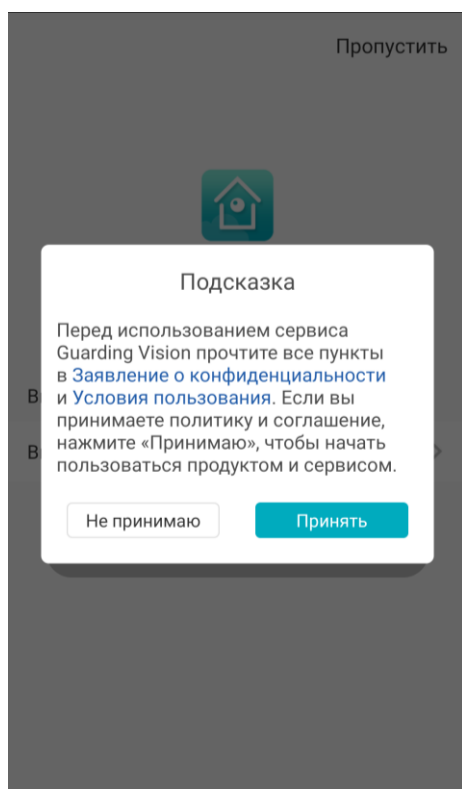 Пропустить
Подсказка
Перед использованием сервиса
Guarding Vision прочтите все пункты
в Заявление о конфиденциальности
и Условия пользования. Если вы
принимаете политику и соглашение,
нажмите «Принимаю», чтобы начать
пользоваться продуктом и сервисом.
Не принимаю
Принять